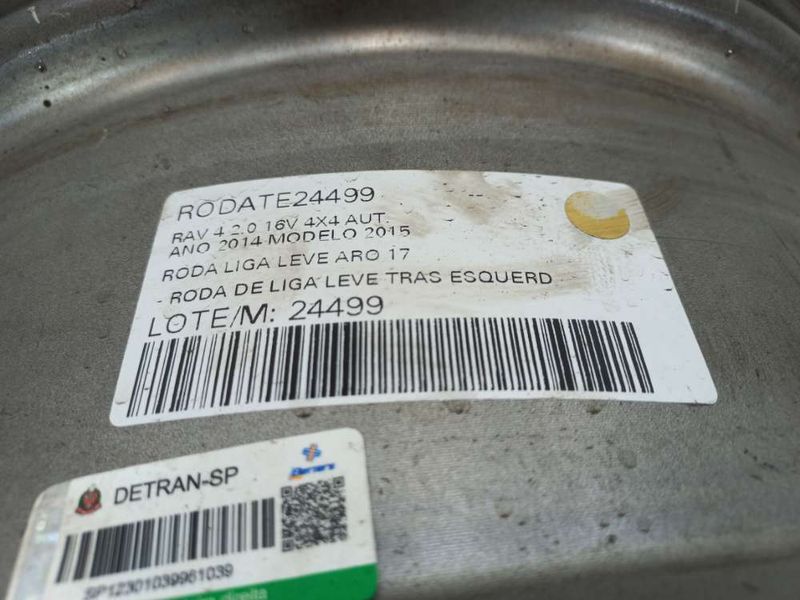 RODATE24499
RAV 4 2.0 16V 4X4 AUT.
ANO 2014 MODELO 2015
RODA LIGA LEVE ARO 17
- RODA DE LIGA LEVE TRAS ESQUERD
LOTE/M: 24499
DETRAN-SP
SP12301039961039
direita